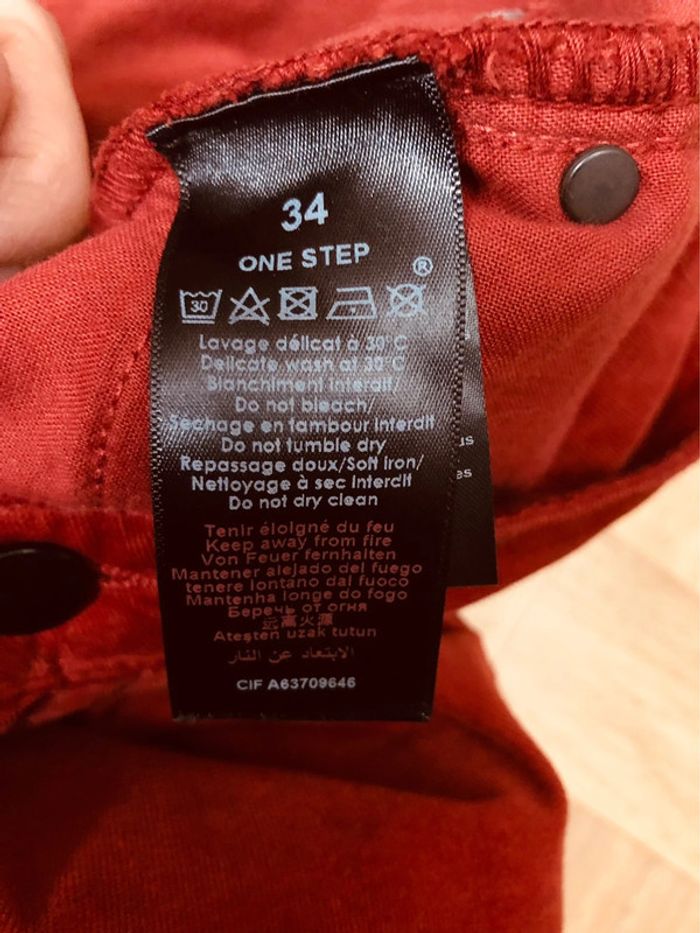 34
ONE STEP
®
30
Lavage délicat à 30°C
Delicate wash at 30°C
Blanchiment interdit/
Do not bleach/
Sechage en tambour interdit
Do not tumble dry
Repassage doux/Soft iron/
Nettoyage à sec interdit
Do not dry clean
Tenir éloigné du feu
Keep away from fire
Von Feuer fernhalten
Mantener alejado del fuego
tenere lontano dal fuoco
Mantenha longe do fogo
Беречь от огня
远离火源
Ateşten uzak tutun
الابتعاد عن النار
CIF A63709646